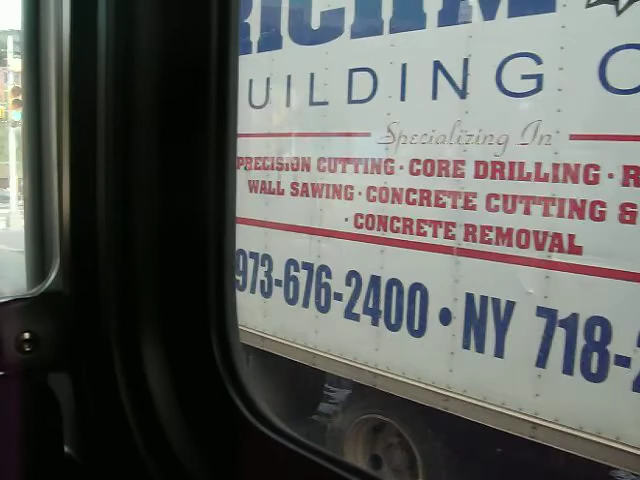 UILDING
Specializing In
PRECISION CUTTING · CORE DRILLING ·
WALL SAWING · CONCRETE CUTTING &
· CONCRETE REMOVAL
973-676-2400 • NY 718-